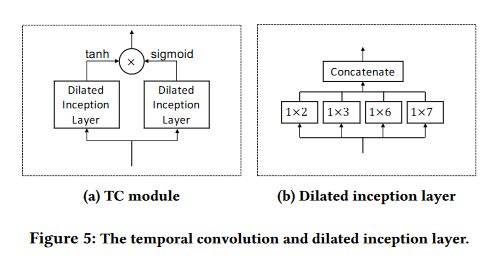 tanh
×
sigmoid
Dilated
Inception
Layer
Dilated
Inception
Layer
(a) TC module
Concatenate
1×2
1×3
1×6
1×7
(b) Dilated inception layer
Figure 5: The temporal convolution and dilated inception layer.